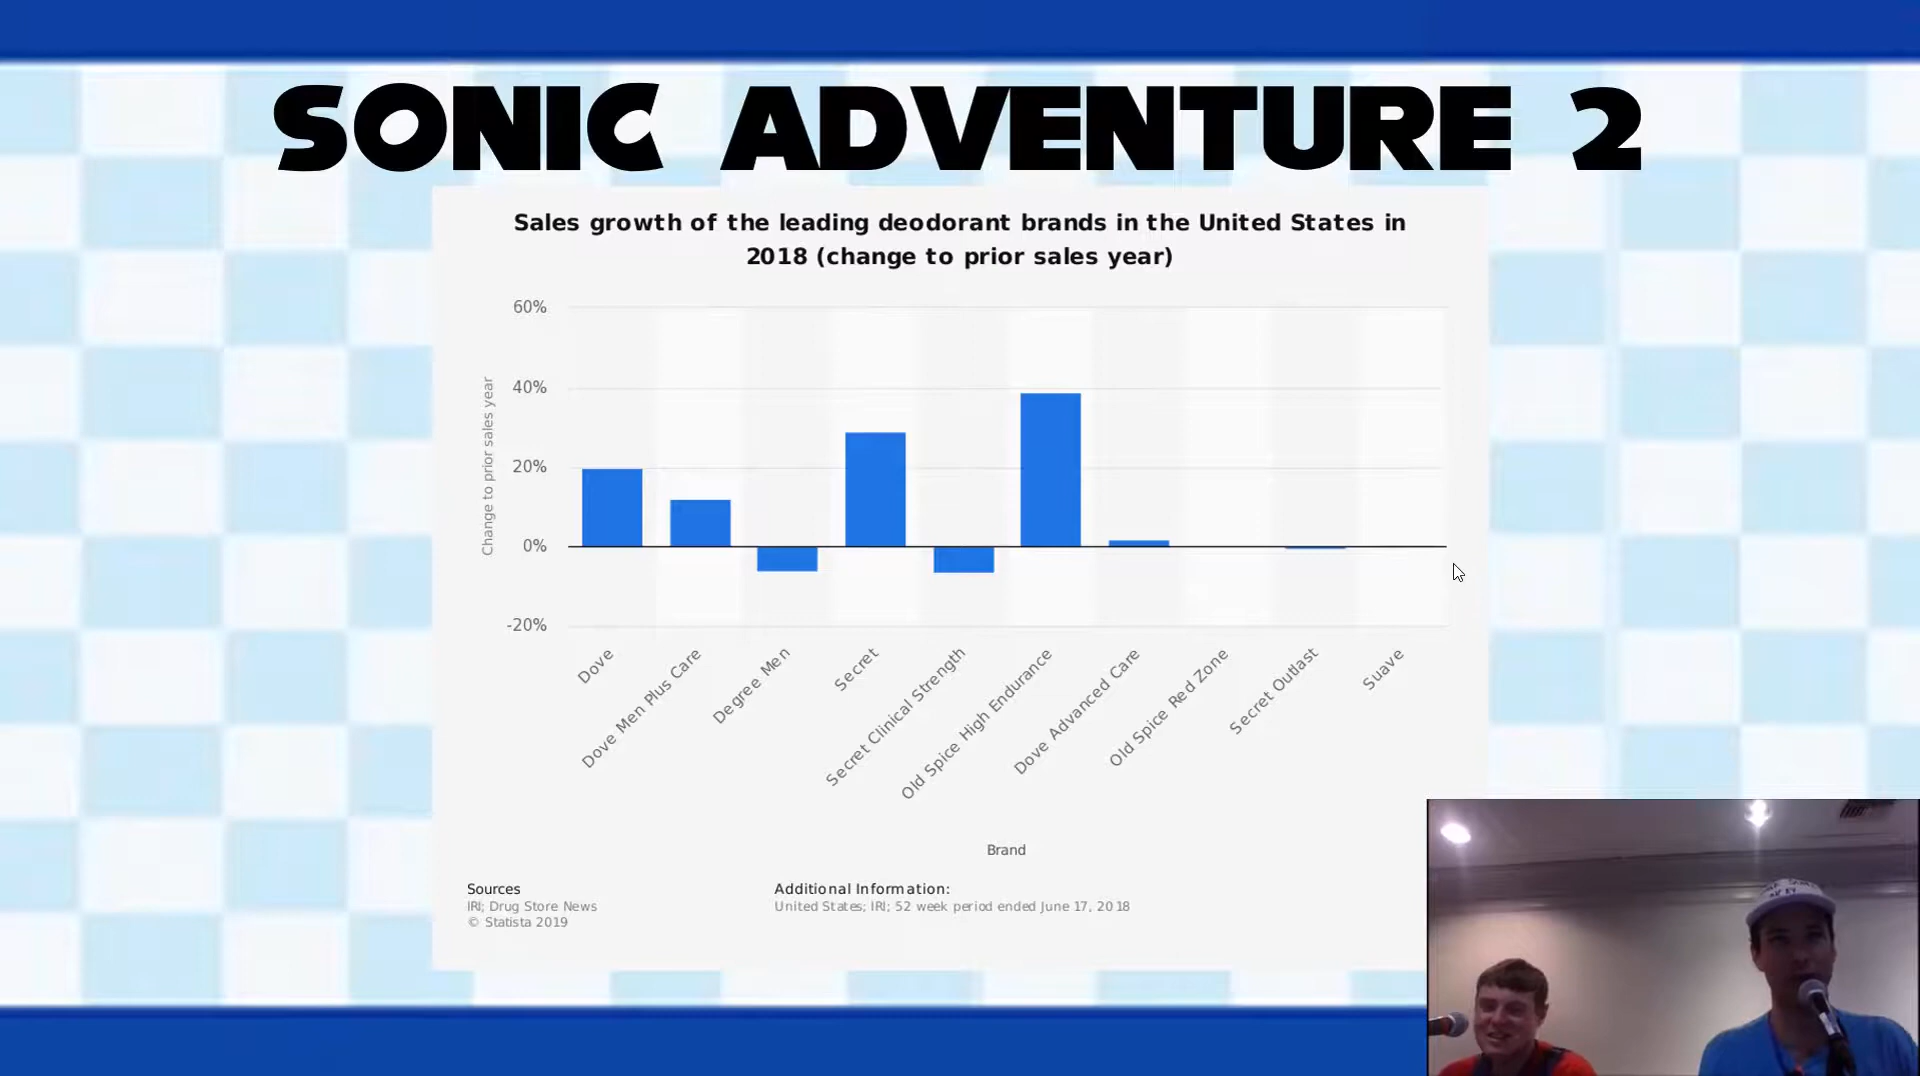 SONIC ADVENTURE 2
Sales growth of the leading deodorant brands in the United States in
2018 (change to prior sales year)
60%
40%
20%
0%
-20%
Change to prior sales year
Dove
Dove Men Plus Care
Degree Men
Secret
Secret Clinical Strength
Old Spice High Endurance
Dove Advanced Care
Old Spice Red Zone
Secret Outlast
Suave
Brand
Sources
IRI; Drug Store News
© Statista 2019
Additional Information:
United States; IRI; 52 week period ended June 17, 2018